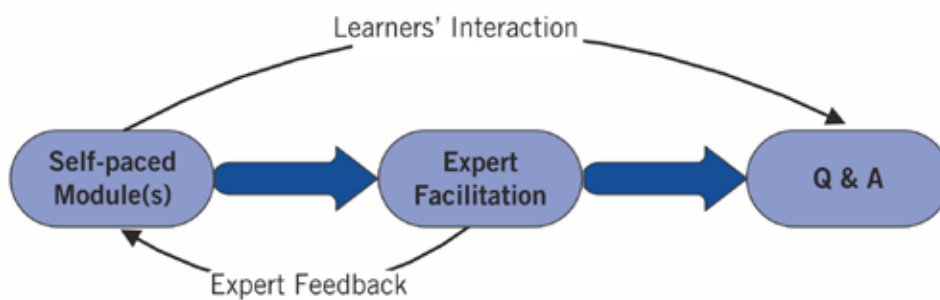 Learners' Interaction
Self-paced
Module(s)
Expert
Facilitation
Q & A
Expert Feedback